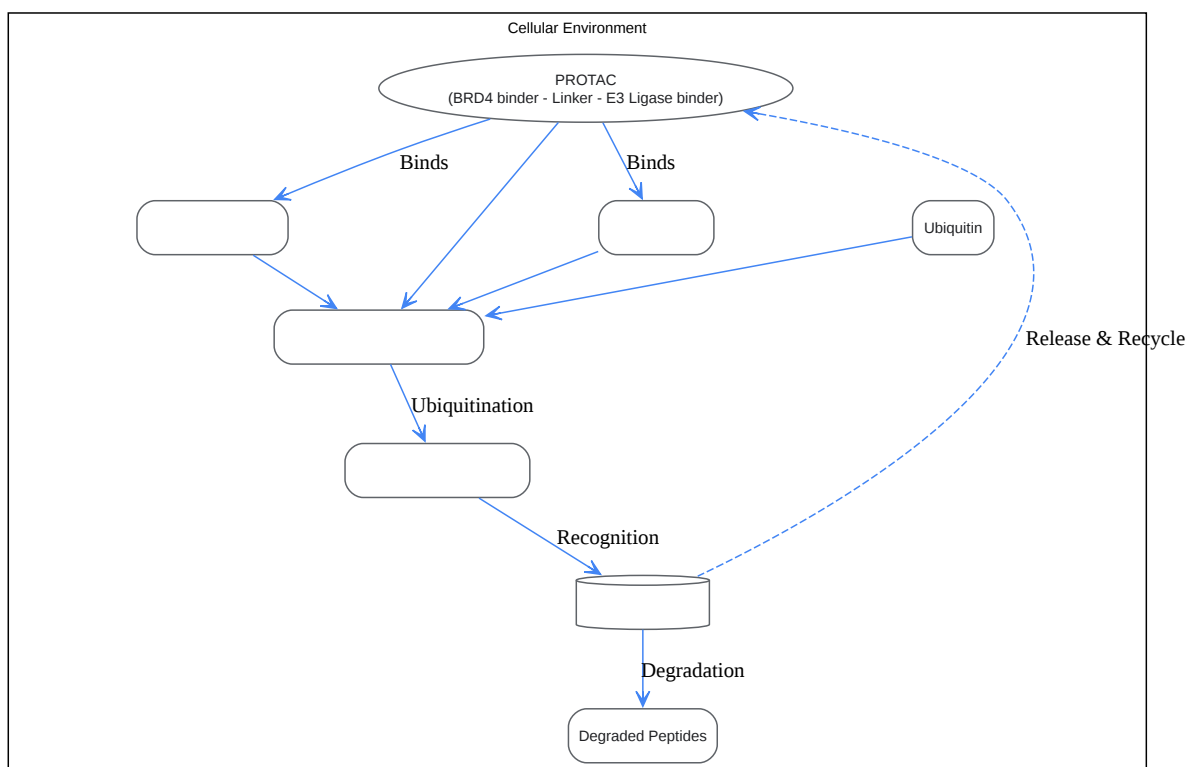 Cellular Environment
PROTAC
(BRD4 binder - Linker - E3 Ligase binder)
Binds
Binds
Ubiquitin
Release & Recycle
Ubiquitination
Recognition
Degradation
Degraded Peptides